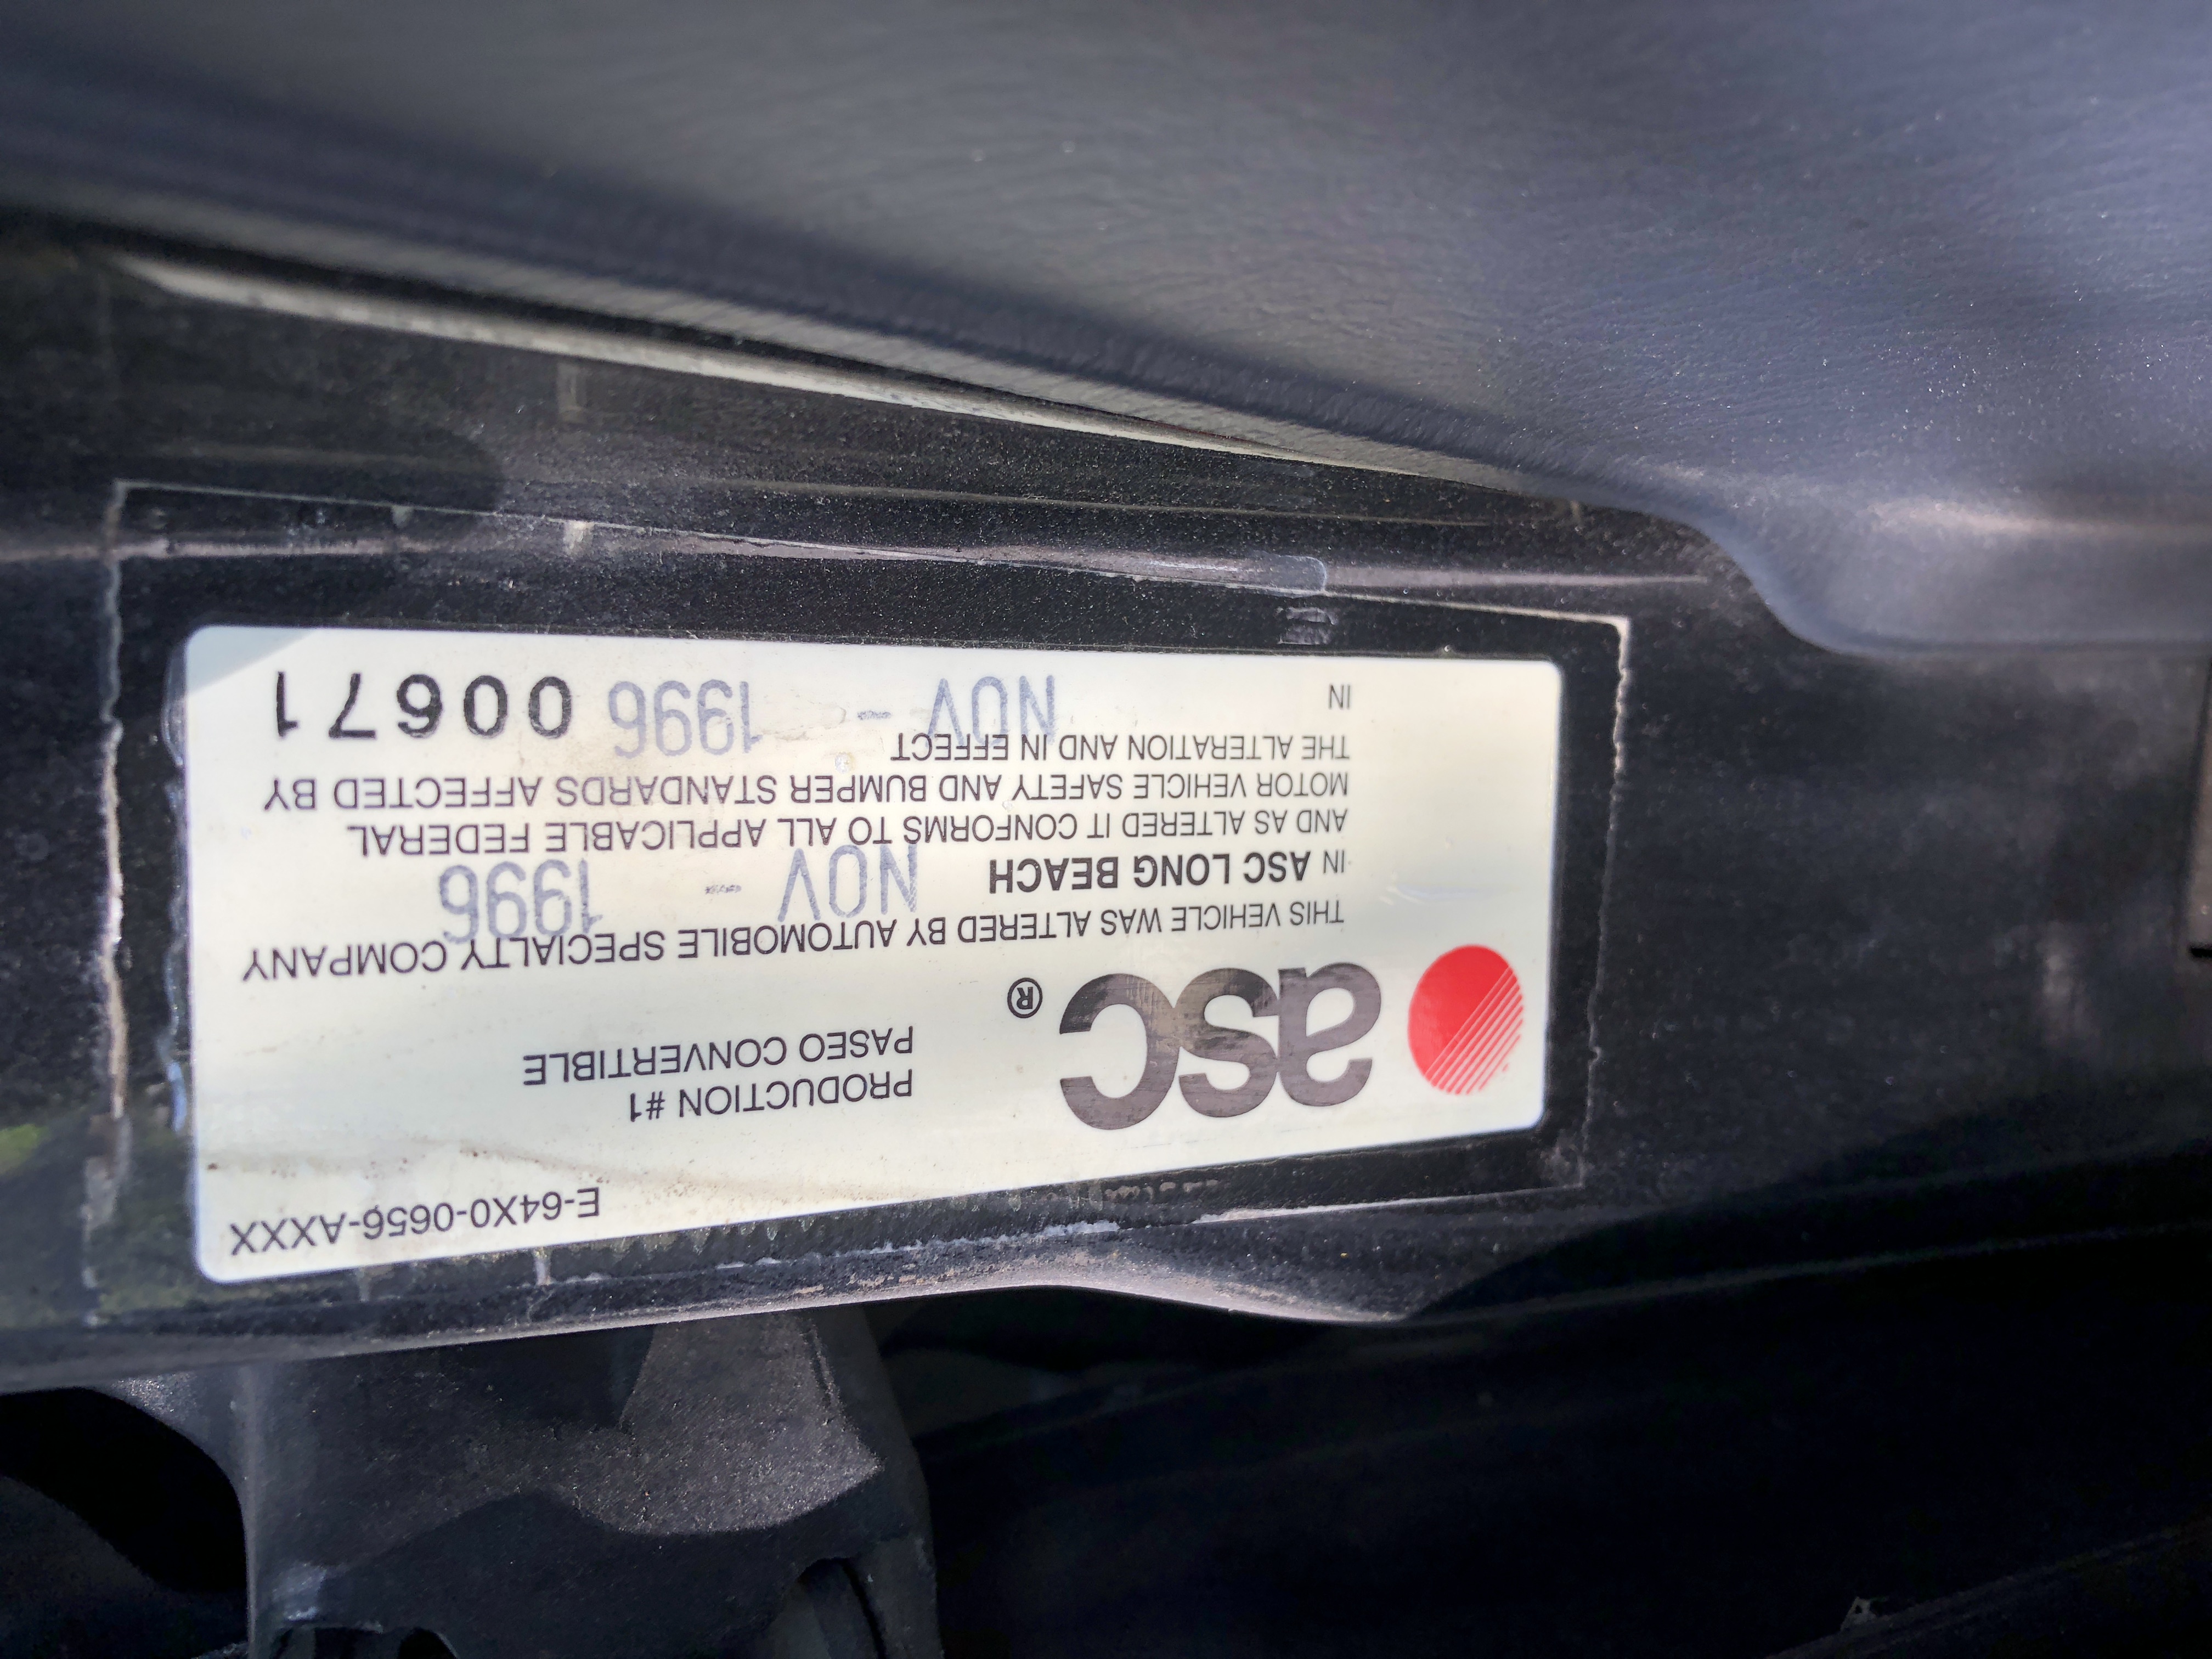 E-64X0-0656-AXXX
PRODUCTION #1
PASEO CONVERTIBLE
asc ®
THIS VEHICLE WAS ALTERED BY AUTOMOBILE SPECIALTY COMPANY
IN ASC LONG BEACH NOV - 1996
AND AS ALTERED IT CONFORMS TO ALL APPLICABLE FEDERAL
MOTOR VEHICLE SAFETY AND BUMPER STANDARDS AFFECTED BY
THE ALTERATION AND IN EFFECT
IN NOV - 1996 00671